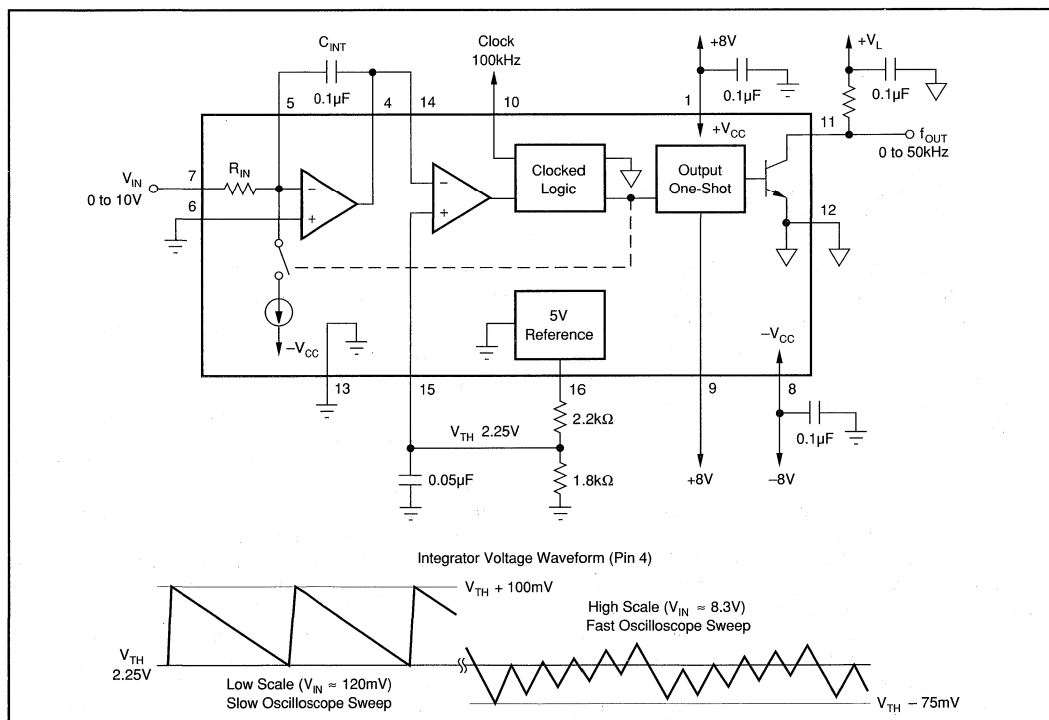 C_INT
0.1µF
5
4
14
Clock
100kHz
10
+8V
0.1µF
1
+V_L
0.1µF
11
f_OUT
0 to 50kHz
+V_CC
V_IN
0 to 10V
7
R_IN
6
−
+
−
+
Clocked
Logic
Output
One-Shot
12
−V_CC
5V
Reference
−V_CC
13
15
16
9
8
2.2kΩ
V_TH 2.25V
0.1µF
0.05µF
1.8kΩ
+8V
−8V
Integrator Voltage Waveform (Pin 4)
V_TH + 100mV
High Scale (V_IN ≈ 8.3V)
Fast Oscilloscope Sweep
V_TH
2.25V
Low Scale (V_IN ≈ 120mV)
Slow Oscilloscope Sweep
V_TH − 75mV